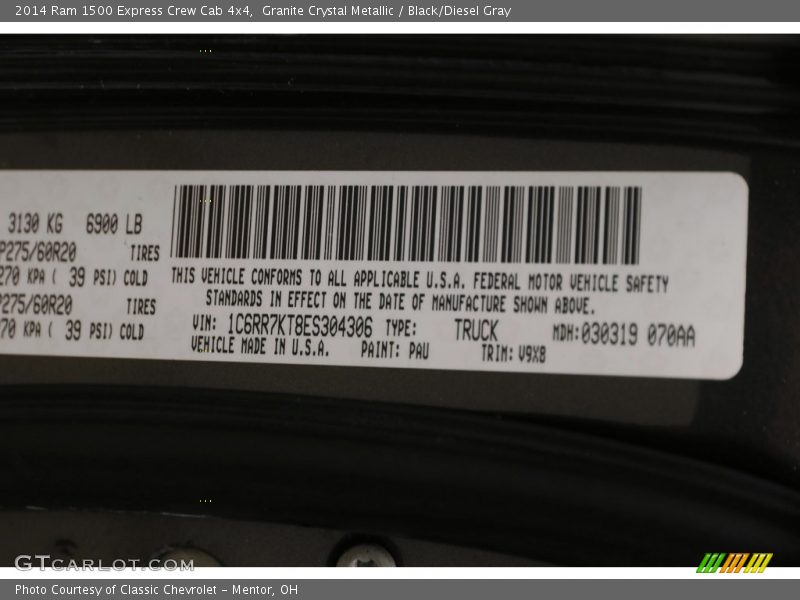 2014 Ram 1500 Express Crew Cab 4x4,  Granite Crystal Metallic / Black/Diesel Gray
3130 KG 6900 LB
P275/60R20 TIRES
270 KPA ( 39 PSI) COLD
P275/60R20 TIRES
270 KPA ( 39 PSI) COLD
THIS VEHICLE CONFORMS TO ALL APPLICABLE U.S.A. FEDERAL MOTOR VEHICLE SAFETY
STANDARDS IN EFFECT ON THE DATE OF MANUFACTURE SHOWN ABOVE.
VIN: 1C6RR7KT8ES304306 TYPE: TRUCK MDH:030319 070AA
VEHICLE MADE IN U.S.A. PAINT: PAU TRIM: V9X8
GTCARLOT.COM
Photo Courtesy of Classic Chevrolet - Mentor, OH